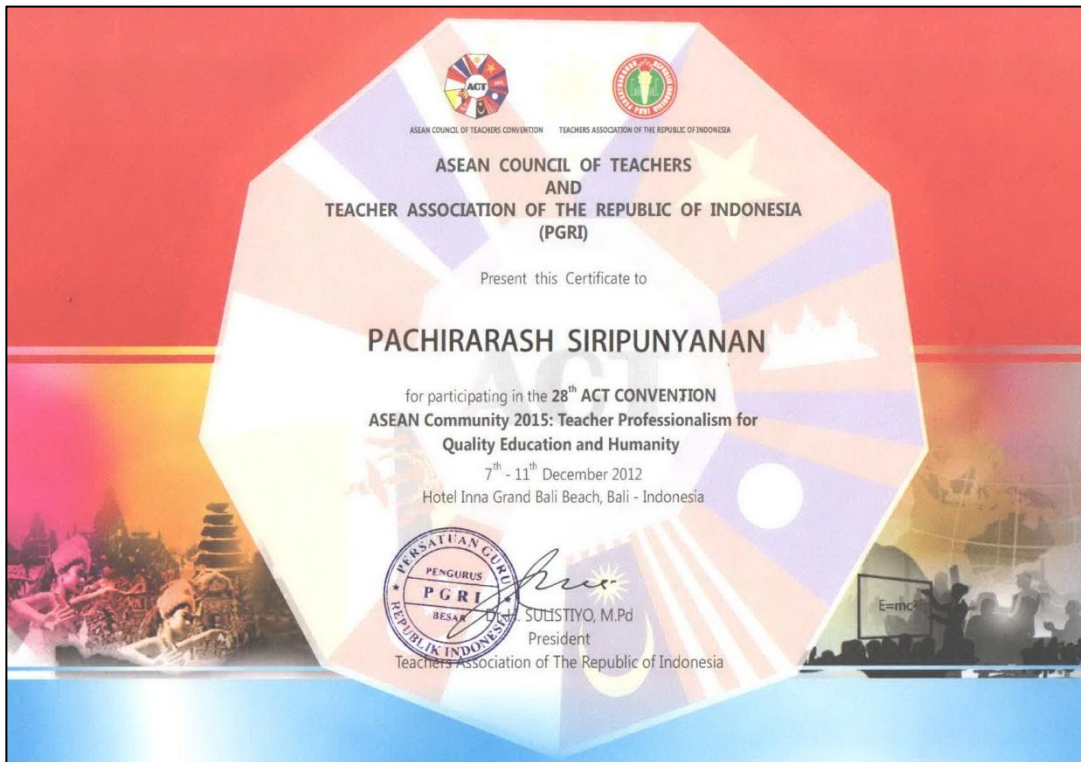 ACT
ASEAN COUNCIL OF TEACHERS CONVENTION
TEACHERS ASSOCIATION OF THE REPUBLIC OF INDONESIA
ASEAN COUNCIL OF TEACHERS
AND
TEACHER ASSOCIATION OF THE REPUBLIC OF INDONESIA
(PGRI)
Present this Certificate to
PACHIRARASH SIRIPUNYANAN
ACT
for participating in the 28th ACT CONVENTION
ASEAN Community 2015: Teacher Professionalism for
Quality Education and Humanity
7th - 11th December 2012
Hotel Inna Grand Bali Beach, Bali - Indonesia
PERSATUAN GURU
PENGURUS
PGRI
BESAR
REPUBLIK INDONESIA
SULISTIYO, M.Pd
President
Teachers Association of The Republic of Indonesia
E=mc²